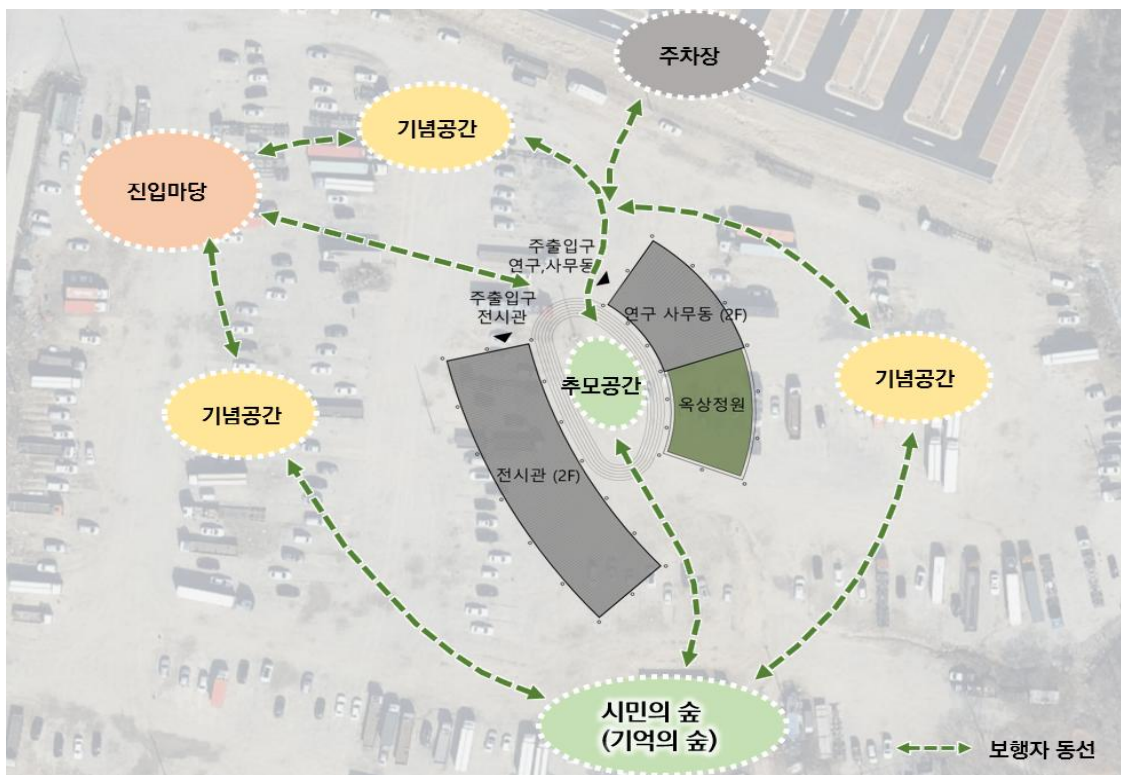 주차장
기념공간
진입마당
주출입구
연구,사무동
주출입구
전시관
연구 사무동 (2F)
추모공간
기념공간
기념공간
옥상정원
전시관 (2F)
시민의 숲
(기억의 숲)
보행자 동선